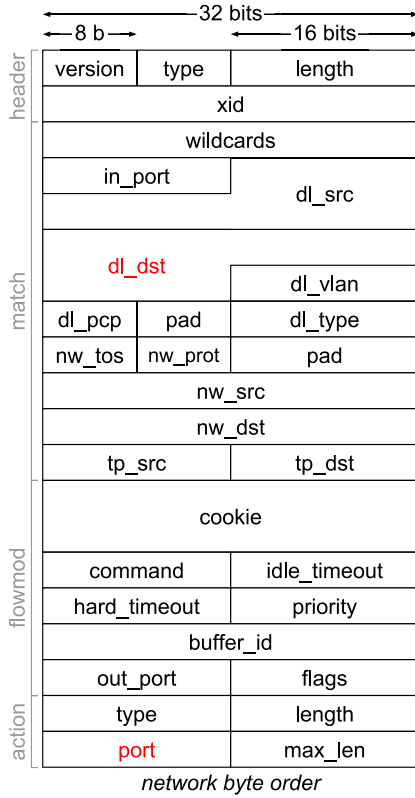 32 bits
8 b 16 bits
header
version type length
xid
match
wildcards
in_port dl_src
dl_dst dl_vlan
dl_pcp pad dl_type
nw_tos nw_prot pad
nw_src
nw_dst
tp_src tp_dst
flowmod
cookie
command idle_timeout
hard_timeout priority
buffer_id
out_port flags
action
type length
port max_len
network byte order